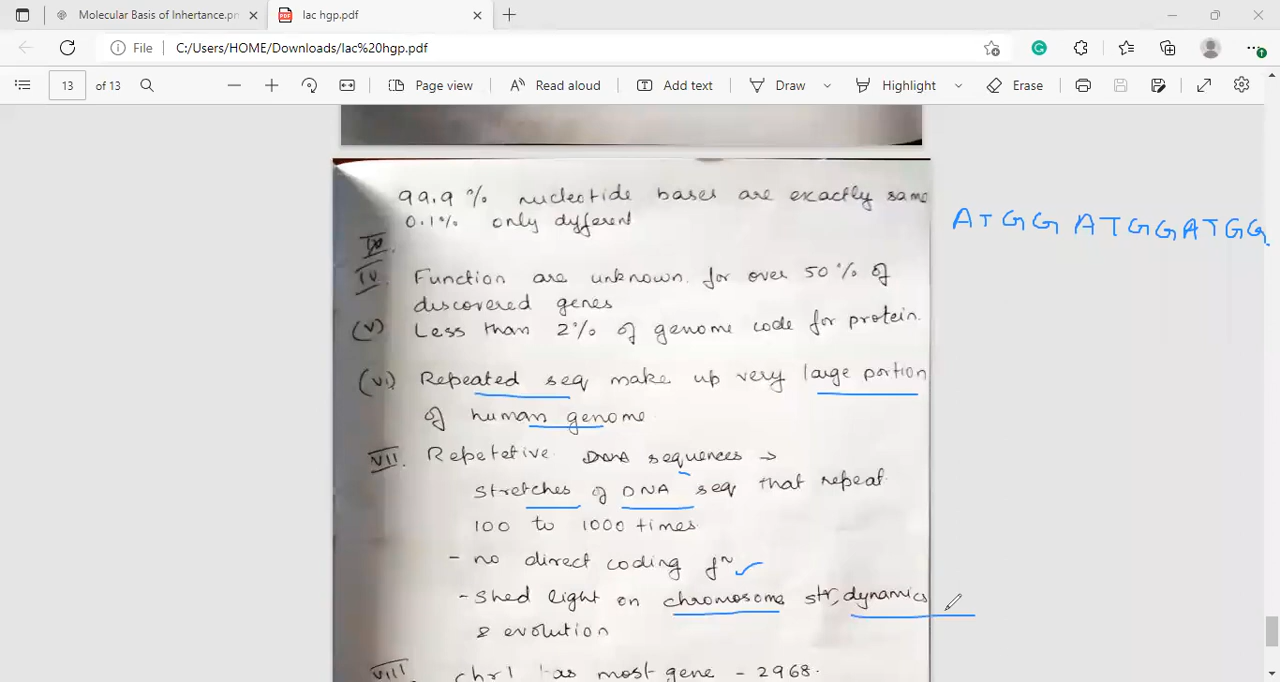 Molecular Basis of Inhertance.pr
lac hgp.pdf
File
C:/Users/HOME/Downloads/lac%20hgp.pdf
13 of 13
Page view
Read aloud
Add text
Draw
Highlight
Erase
99.9% nucleotide bases are exactly same
0.1% only different
ATGG ATGGATGG
IV. Function are unknown for over 50% of
discovered genes
(V) Less than 2% of genome code for protein.
(VI) Repeated seq make up very large portion
of human genome.
VII. Repetetive DNA sequences →
Stretches of DNA seq that repeat
100 to 1000 times.
- no direct coding fn
- Shed light on chromosome str, dynamics
& evolution
VIII chr1 has most gene - 2968.